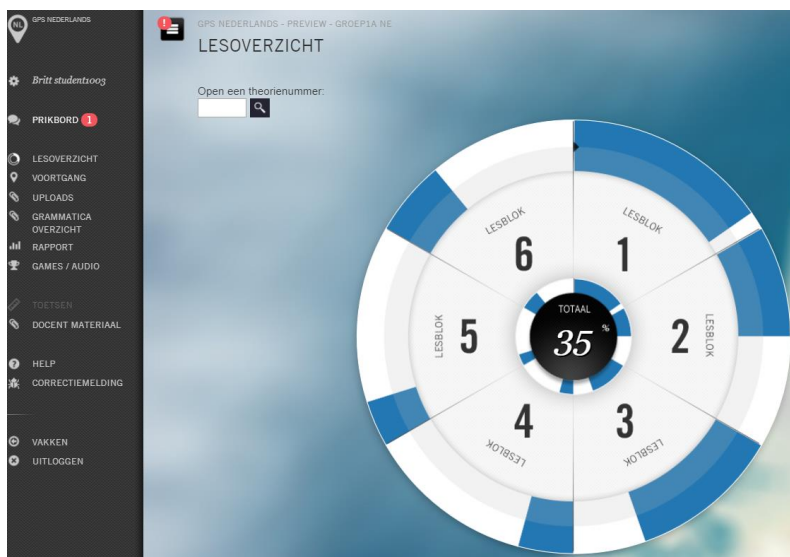 NL
GPS NEDERLANDS
Britt student1003
PRIKBORD 1
LESOVERZICHT
VOORTGANG
UPLOADS
GRAMMATICA
OVERZICHT
RAPPORT
GAMES / AUDIO
TOETSEN
DOCENT MATERIAAL
HELP
CORRECTIEMELDING
VAKKEN
UITLOGGEN
!
GPS NEDERLANDS - PREVIEW - GROEP1A NE
LESOVERZICHT
Open een theorienummer:
LESBLOK
1
LESBLOK
2
LESBLOK
3
LESBLOK
4
LESBLOK
5
LESBLOK
6
TOTAAL
35 %